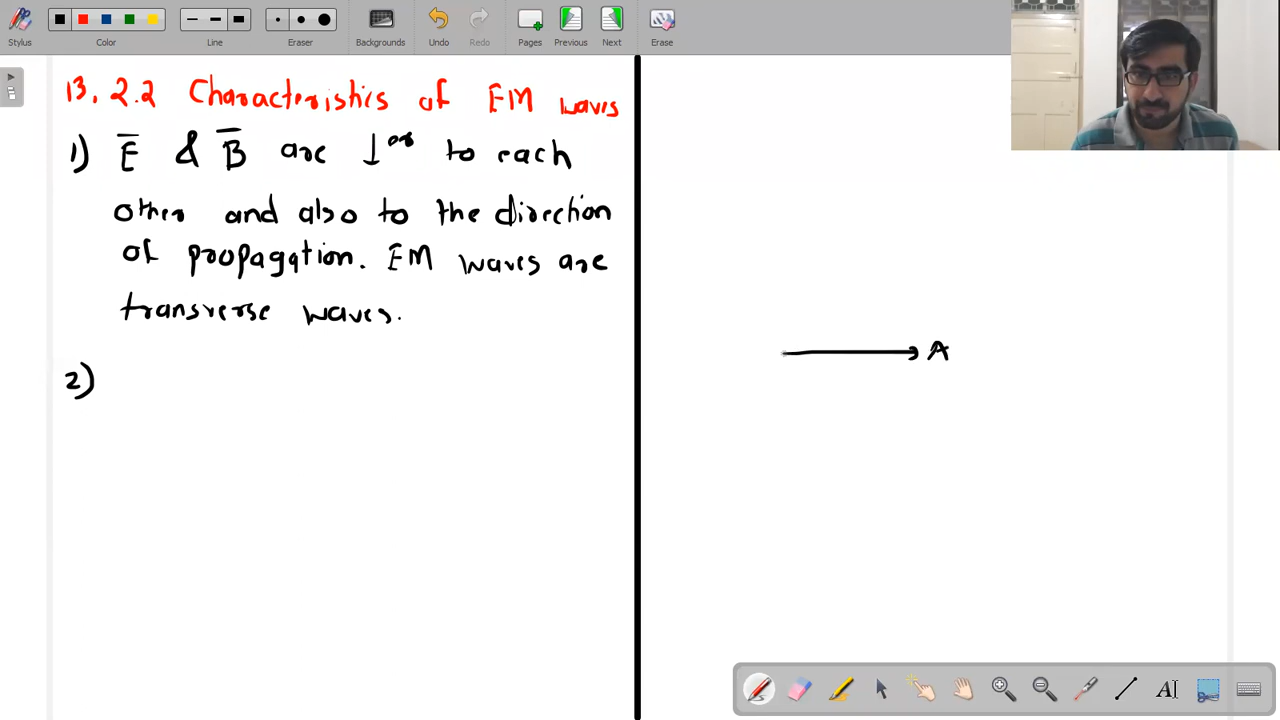 Stylus
Color
Line
Eraser
Backgrounds
Undo
Redo
Pages
Previous
Next
Erase
13.2.2 Characteristics of EM waves
1) E̅ & B̅ are ⊥ar to each
other and also to the direction
of propagation. EM waves are
transverse waves.
2)
A